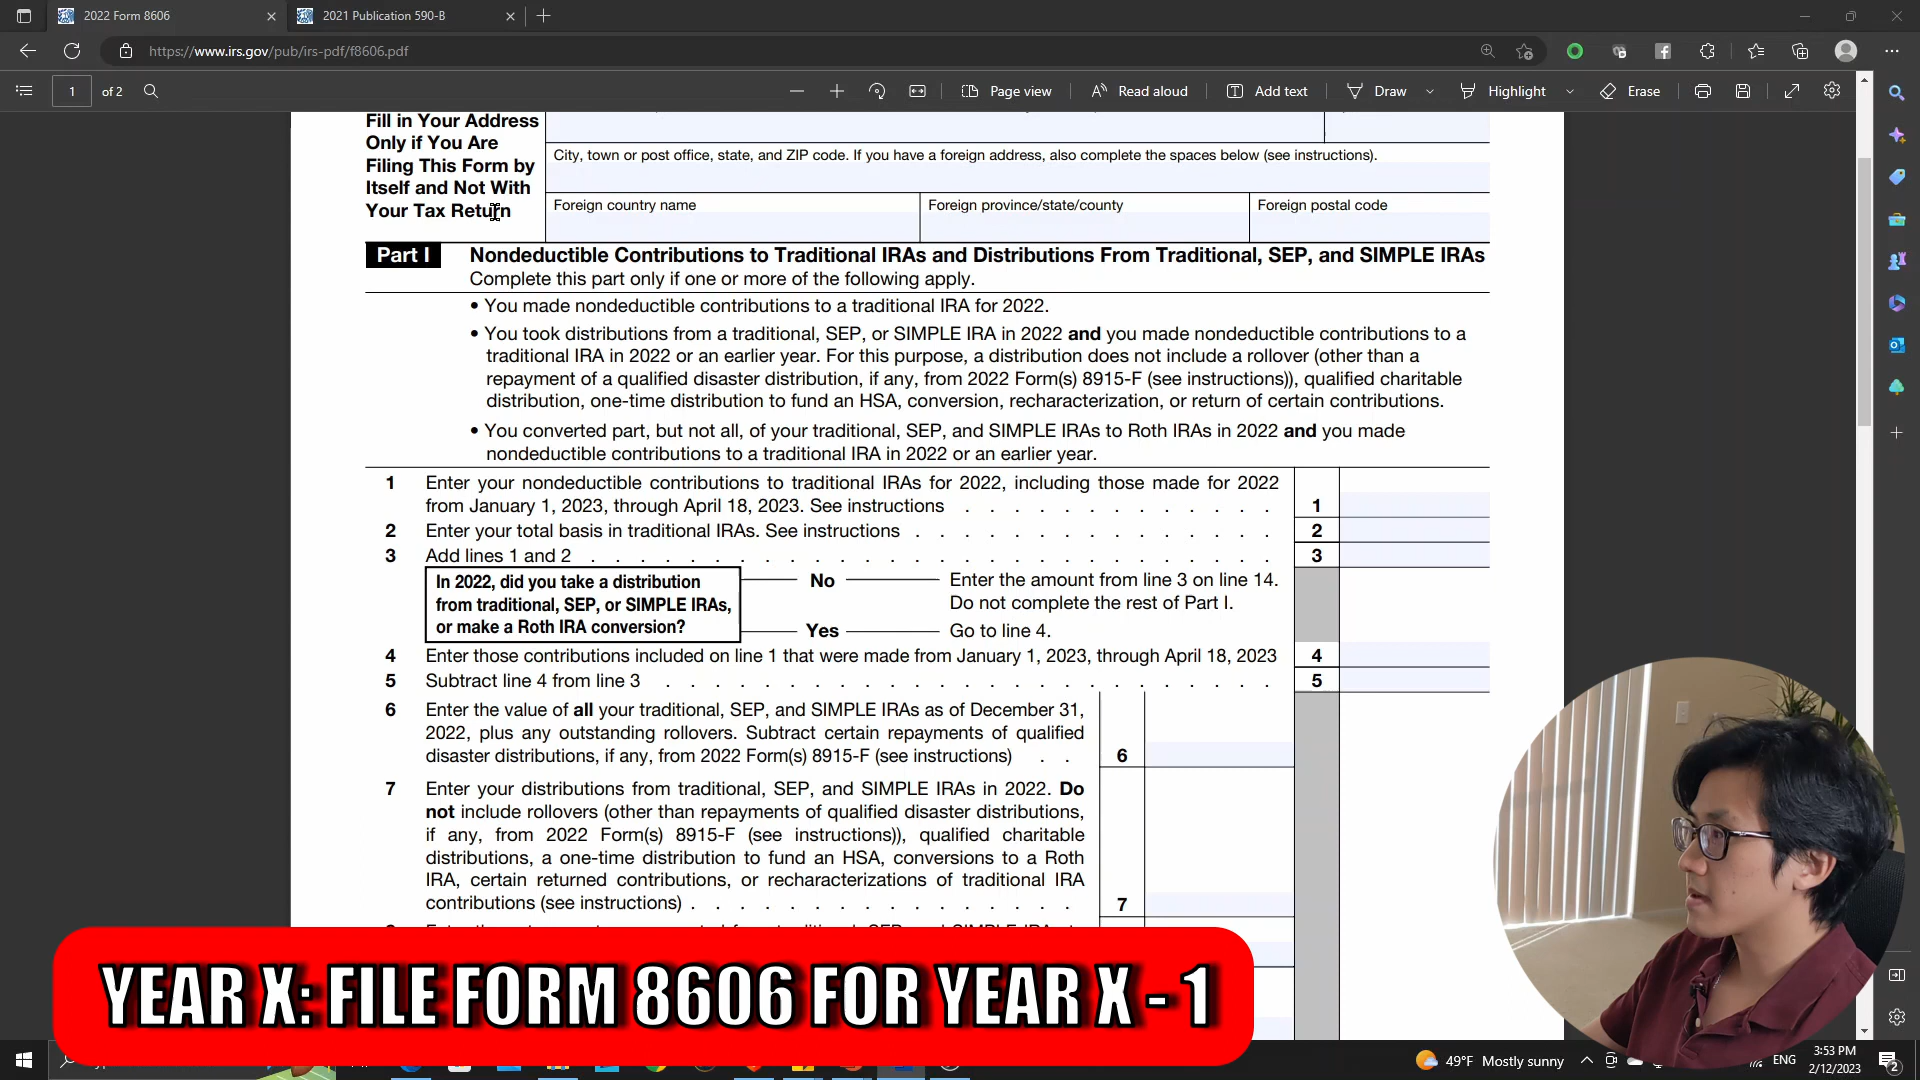 2022 Form 8606
2021 Publication 590-B
https://www.irs.gov/pub/irs-pdf/f8606.pdf
1 of 2
Page view
Read aloud
Add text
Draw
Highlight
Erase
Fill in Your Address
Only if You Are
Filing This Form by
Itself and Not With
Your Tax Return
City, town or post office, state, and ZIP code. If you have a foreign address, also complete the spaces below (see instructions).
Foreign country name
Foreign province/state/county
Foreign postal code
Part I Nondeductible Contributions to Traditional IRAs and Distributions From Traditional, SEP, and SIMPLE IRAs
Complete this part only if one or more of the following apply.
• You made nondeductible contributions to a traditional IRA for 2022.
• You took distributions from a traditional, SEP, or SIMPLE IRA in 2022 and you made nondeductible contributions to a
traditional IRA in 2022 or an earlier year. For this purpose, a distribution does not include a rollover (other than a
repayment of a qualified disaster distribution, if any, from 2022 Form(s) 8915-F (see instructions)), qualified charitable
distribution, one-time distribution to fund an HSA, conversion, recharacterization, or return of certain contributions.
• You converted part, but not all, of your traditional, SEP, and SIMPLE IRAs to Roth IRAs in 2022 and you made
nondeductible contributions to a traditional IRA in 2022 or an earlier year.
1 Enter your nondeductible contributions to traditional IRAs for 2022, including those made for 2022
from January 1, 2023, through April 18, 2023. See instructions . . . . . . . . . . . . . 1
2 Enter your total basis in traditional IRAs. See instructions . . . . . . . . . . . . . . . 2
3 Add lines 1 and 2 . . . . . . . . . . . . . . . . . . . . . . . . . . . . 3
In 2022, did you take a distribution
from traditional, SEP, or SIMPLE IRAs,
or make a Roth IRA conversion?
No
Enter the amount from line 3 on line 14.
Do not complete the rest of Part I.
Yes
Go to line 4.
4 Enter those contributions included on line 1 that were made from January 1, 2023, through April 18, 2023 4
5 Subtract line 4 from line 3 . . . . . . . . . . . . . . . . . . . . . . . . . 5
6 Enter the value of all your traditional, SEP, and SIMPLE IRAs as of December 31,
2022, plus any outstanding rollovers. Subtract certain repayments of qualified
disaster distributions, if any, from 2022 Form(s) 8915-F (see instructions) . . 6
7 Enter your distributions from traditional, SEP, and SIMPLE IRAs in 2022. Do
not include rollovers (other than repayments of qualified disaster distributions,
if any, from 2022 Form(s) 8915-F (see instructions)), qualified charitable
distributions, a one-time distribution to fund an HSA, conversions to a Roth
IRA, certain returned contributions, or recharacterizations of traditional IRA
contributions (see instructions) . . . . . . . . . . . . . . . . 7
YEAR X: FILE FORM 8606 FOR YEAR X - 1
49°F Mostly sunny
ENG
3:53 PM
2/12/2023
2